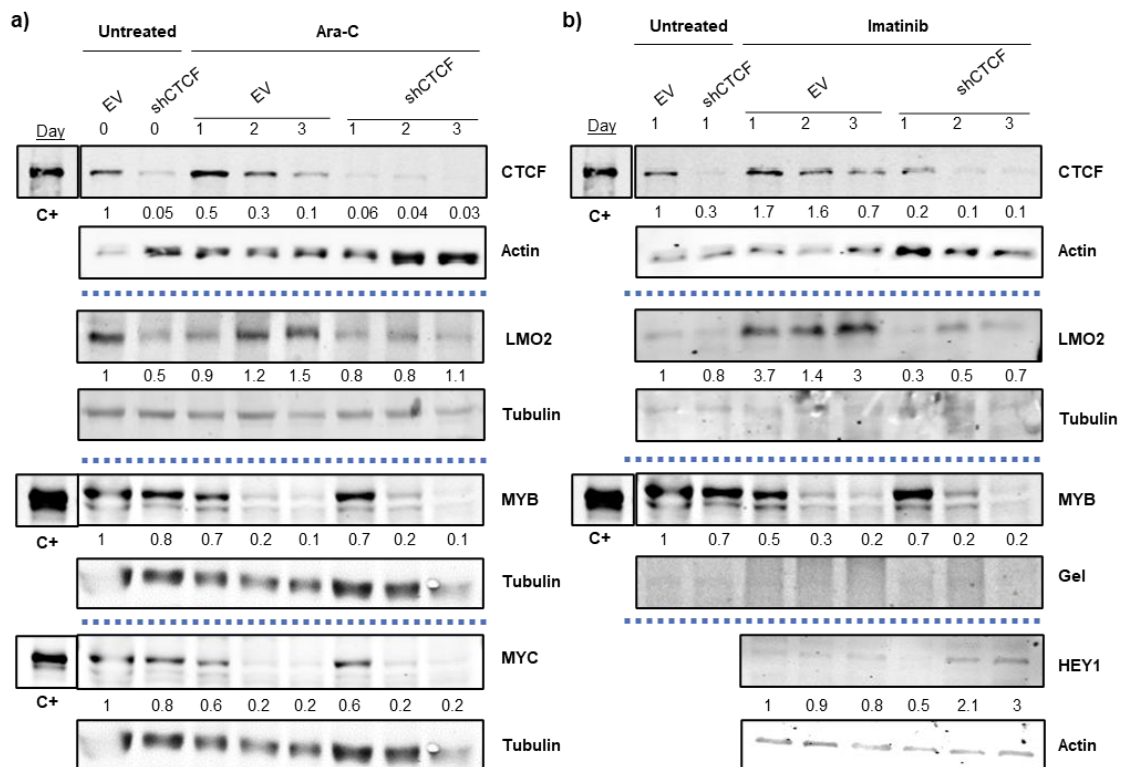 a)
Untreated Ara-C
EV shCTCF EV shCTCF
Day 0 0 1 2 3 1 2 3
CTCF
C+ 1 0.05 0.5 0.3 0.1 0.06 0.04 0.03
Actin
LMO2
1 0.5 0.9 1.2 1.5 0.8 0.8 1.1
Tubulin
MYB
C+ 1 0.8 0.7 0.2 0.1 0.7 0.2 0.1
Tubulin
MYC
C+ 1 0.8 0.6 0.2 0.2 0.6 0.2 0.2
Tubulin
b)
Untreated Imatinib
EV shCTCF EV shCTCF
Day 1 1 1 2 3 1 2 3
CTCF
C+ 1 0.3 1.7 1.6 0.7 0.2 0.1 0.1
Actin
LMO2
1 0.8 3.7 1.4 3 0.3 0.5 0.7
Tubulin
MYB
C+ 1 0.7 0.5 0.3 0.2 0.7 0.2 0.2
Gel
HEY1
1 0.9 0.8 0.5 2.1 3
Actin